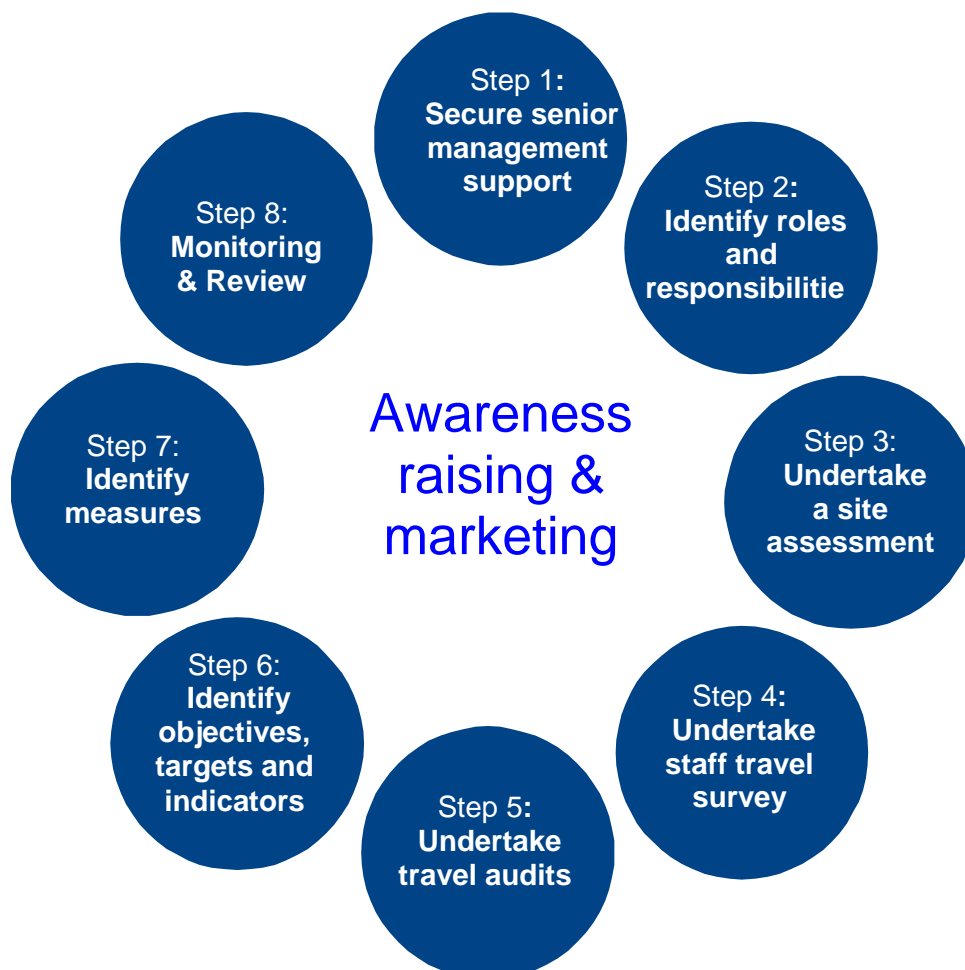 Step 1:
Secure senior
management
support
Step 2:
Identify roles
and
responsibilitie
Step 3:
Undertake
a site
assessment
Step 4:
Undertake
staff travel
survey
Step 5:
Undertake
travel audits
Step 6:
Identify
objectives,
targets and
indicators
Step 7:
Identify
measures
Step 8:
Monitoring
& Review
Awareness
raising &
marketing